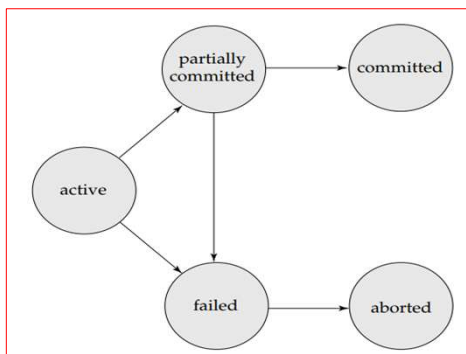 partially
committed
committed
active
failed
aborted